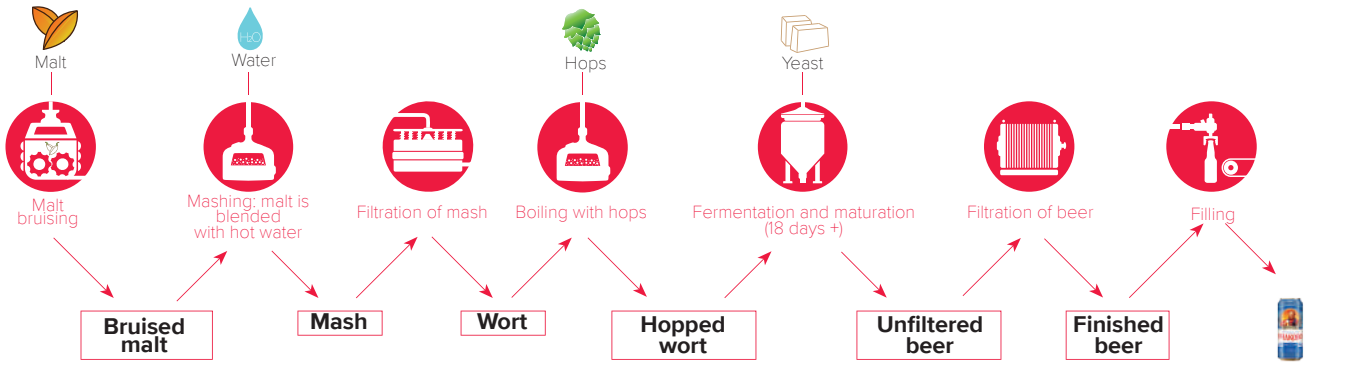 Malt
H₂O
Water
Hops
Yeast
Malt
bruising
Mashing: malt is
blended
with hot water
Filtration of mash
Boiling with hops
Fermentation and maturation
(18 days +)
Filtration of beer
Filling
Bruised
malt
Mash
Wort
Hopped
wort
Unfiltered
beer
Finished
beer